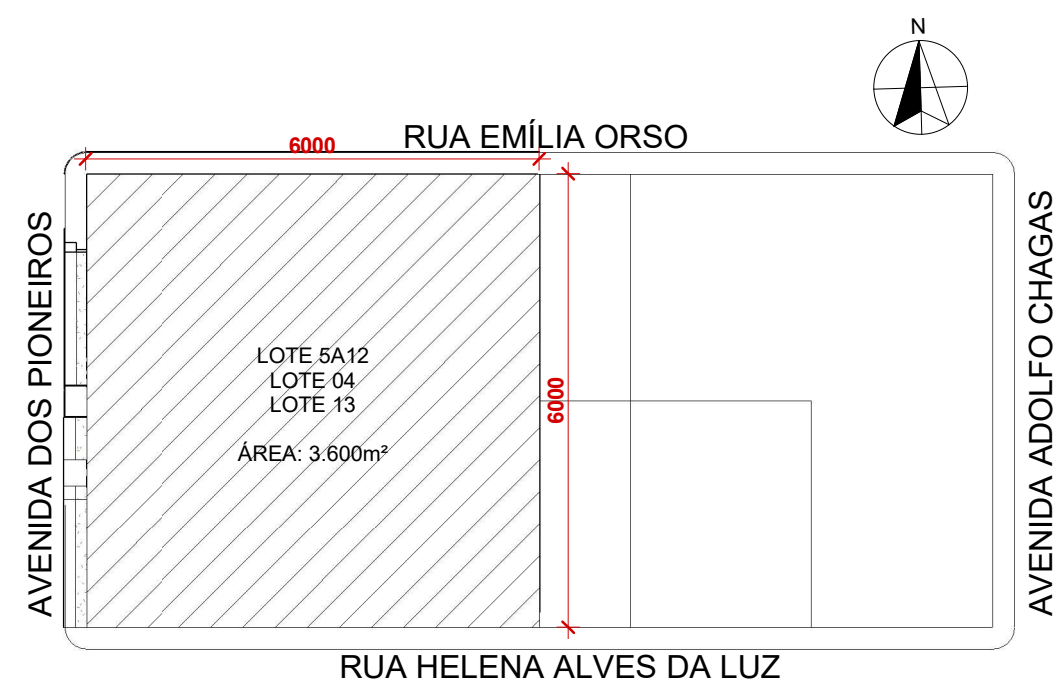 N
RUA EMÍLIA ORSO
6000
AVENIDA DOS PIONEIROS
LOTE 5A12
LOTE 04
LOTE 13
ÁREA: 3.600m²
6000
AVENIDA ADOLFO CHAGAS
RUA HELENA ALVES DA LUZ